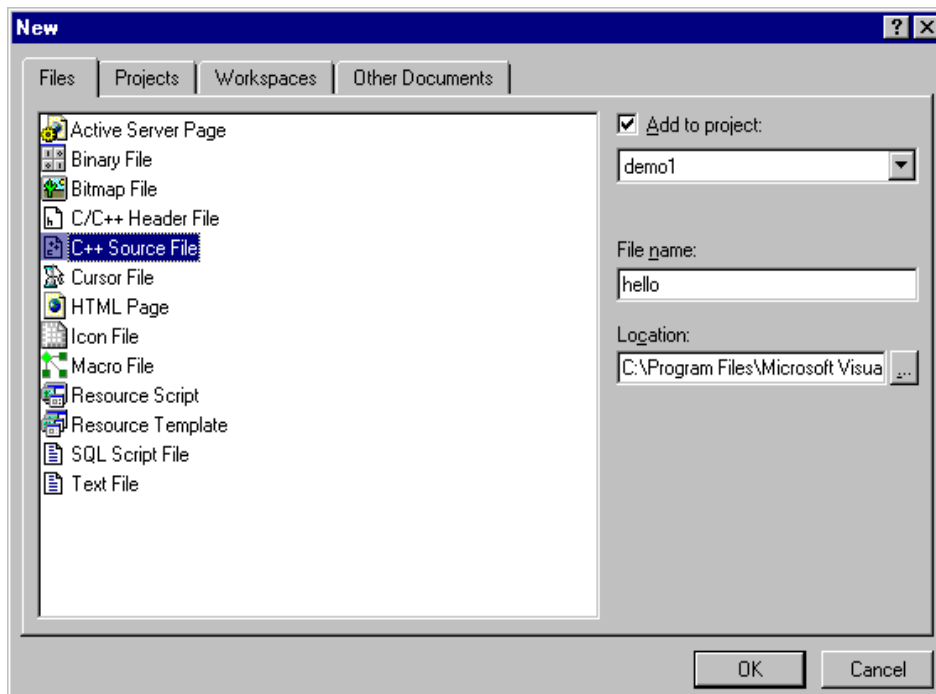 New
Files Projects Workspaces Other Documents
Active Server Page
Binary File
Bitmap File
C/C++ Header File
C++ Source File
Cursor File
HTML Page
Icon File
Macro File
Resource Script
Resource Template
SQL Script File
Text File
Add to project:
demo1
File name:
hello
Location:
C:\Program Files\Microsoft Visua
...
OK Cancel